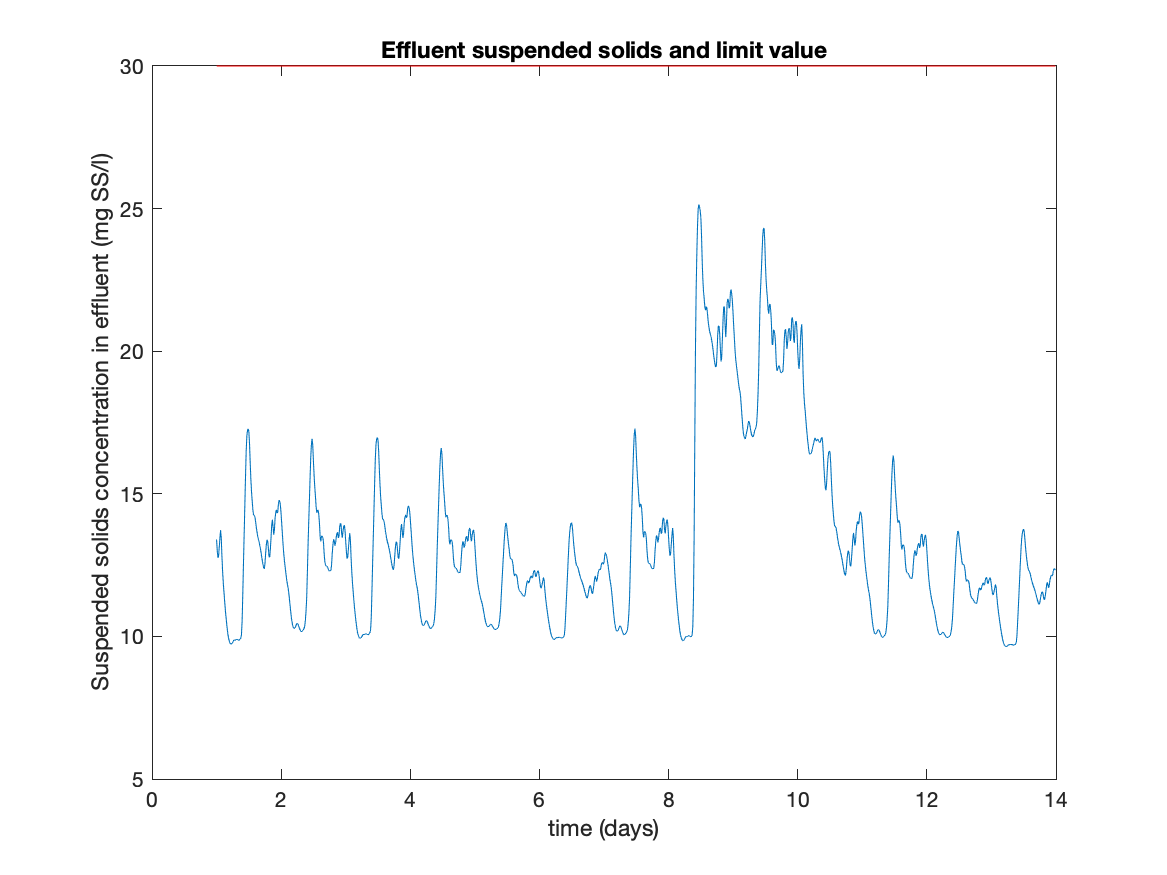 Effluent suspended solids and limit value
Suspended solids concentration in effluent (mg SS/l)
30
25
20
15
10
5
0 2 4 6 8 10 12 14
time (days)